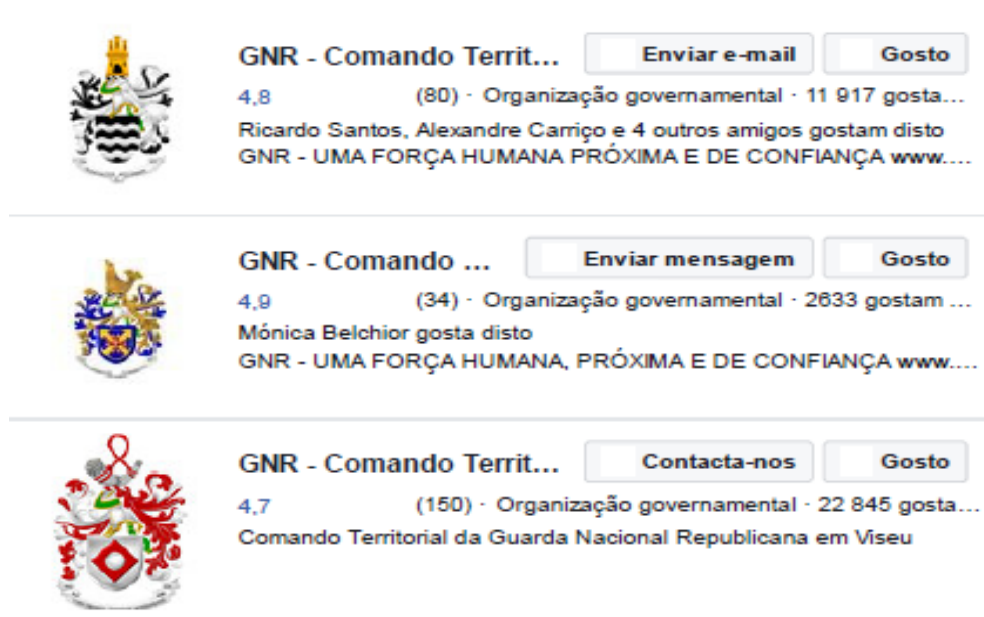 GNR - Comando Territ... Enviar e-mail Gosto
4,8 (80) · Organização governamental · 11 917 gosta...
Ricardo Santos, Alexandre Carriço e 4 outros amigos gostam disto
GNR - UMA FORÇA HUMANA PRÓXIMA E DE CONFIANÇA www....
GNR - Comando ... Enviar mensagem Gosto
4,9 (34) · Organização governamental · 2633 gostam ...
Mónica Belchior gosta disto
GNR - UMA FORÇA HUMANA, PRÓXIMA E DE CONFIANÇA www....
GNR - Comando Territ... Contacta-nos Gosto
4,7 (150) · Organização governamental · 22 845 gosta...
Comando Territorial da Guarda Nacional Republicana em Viseu